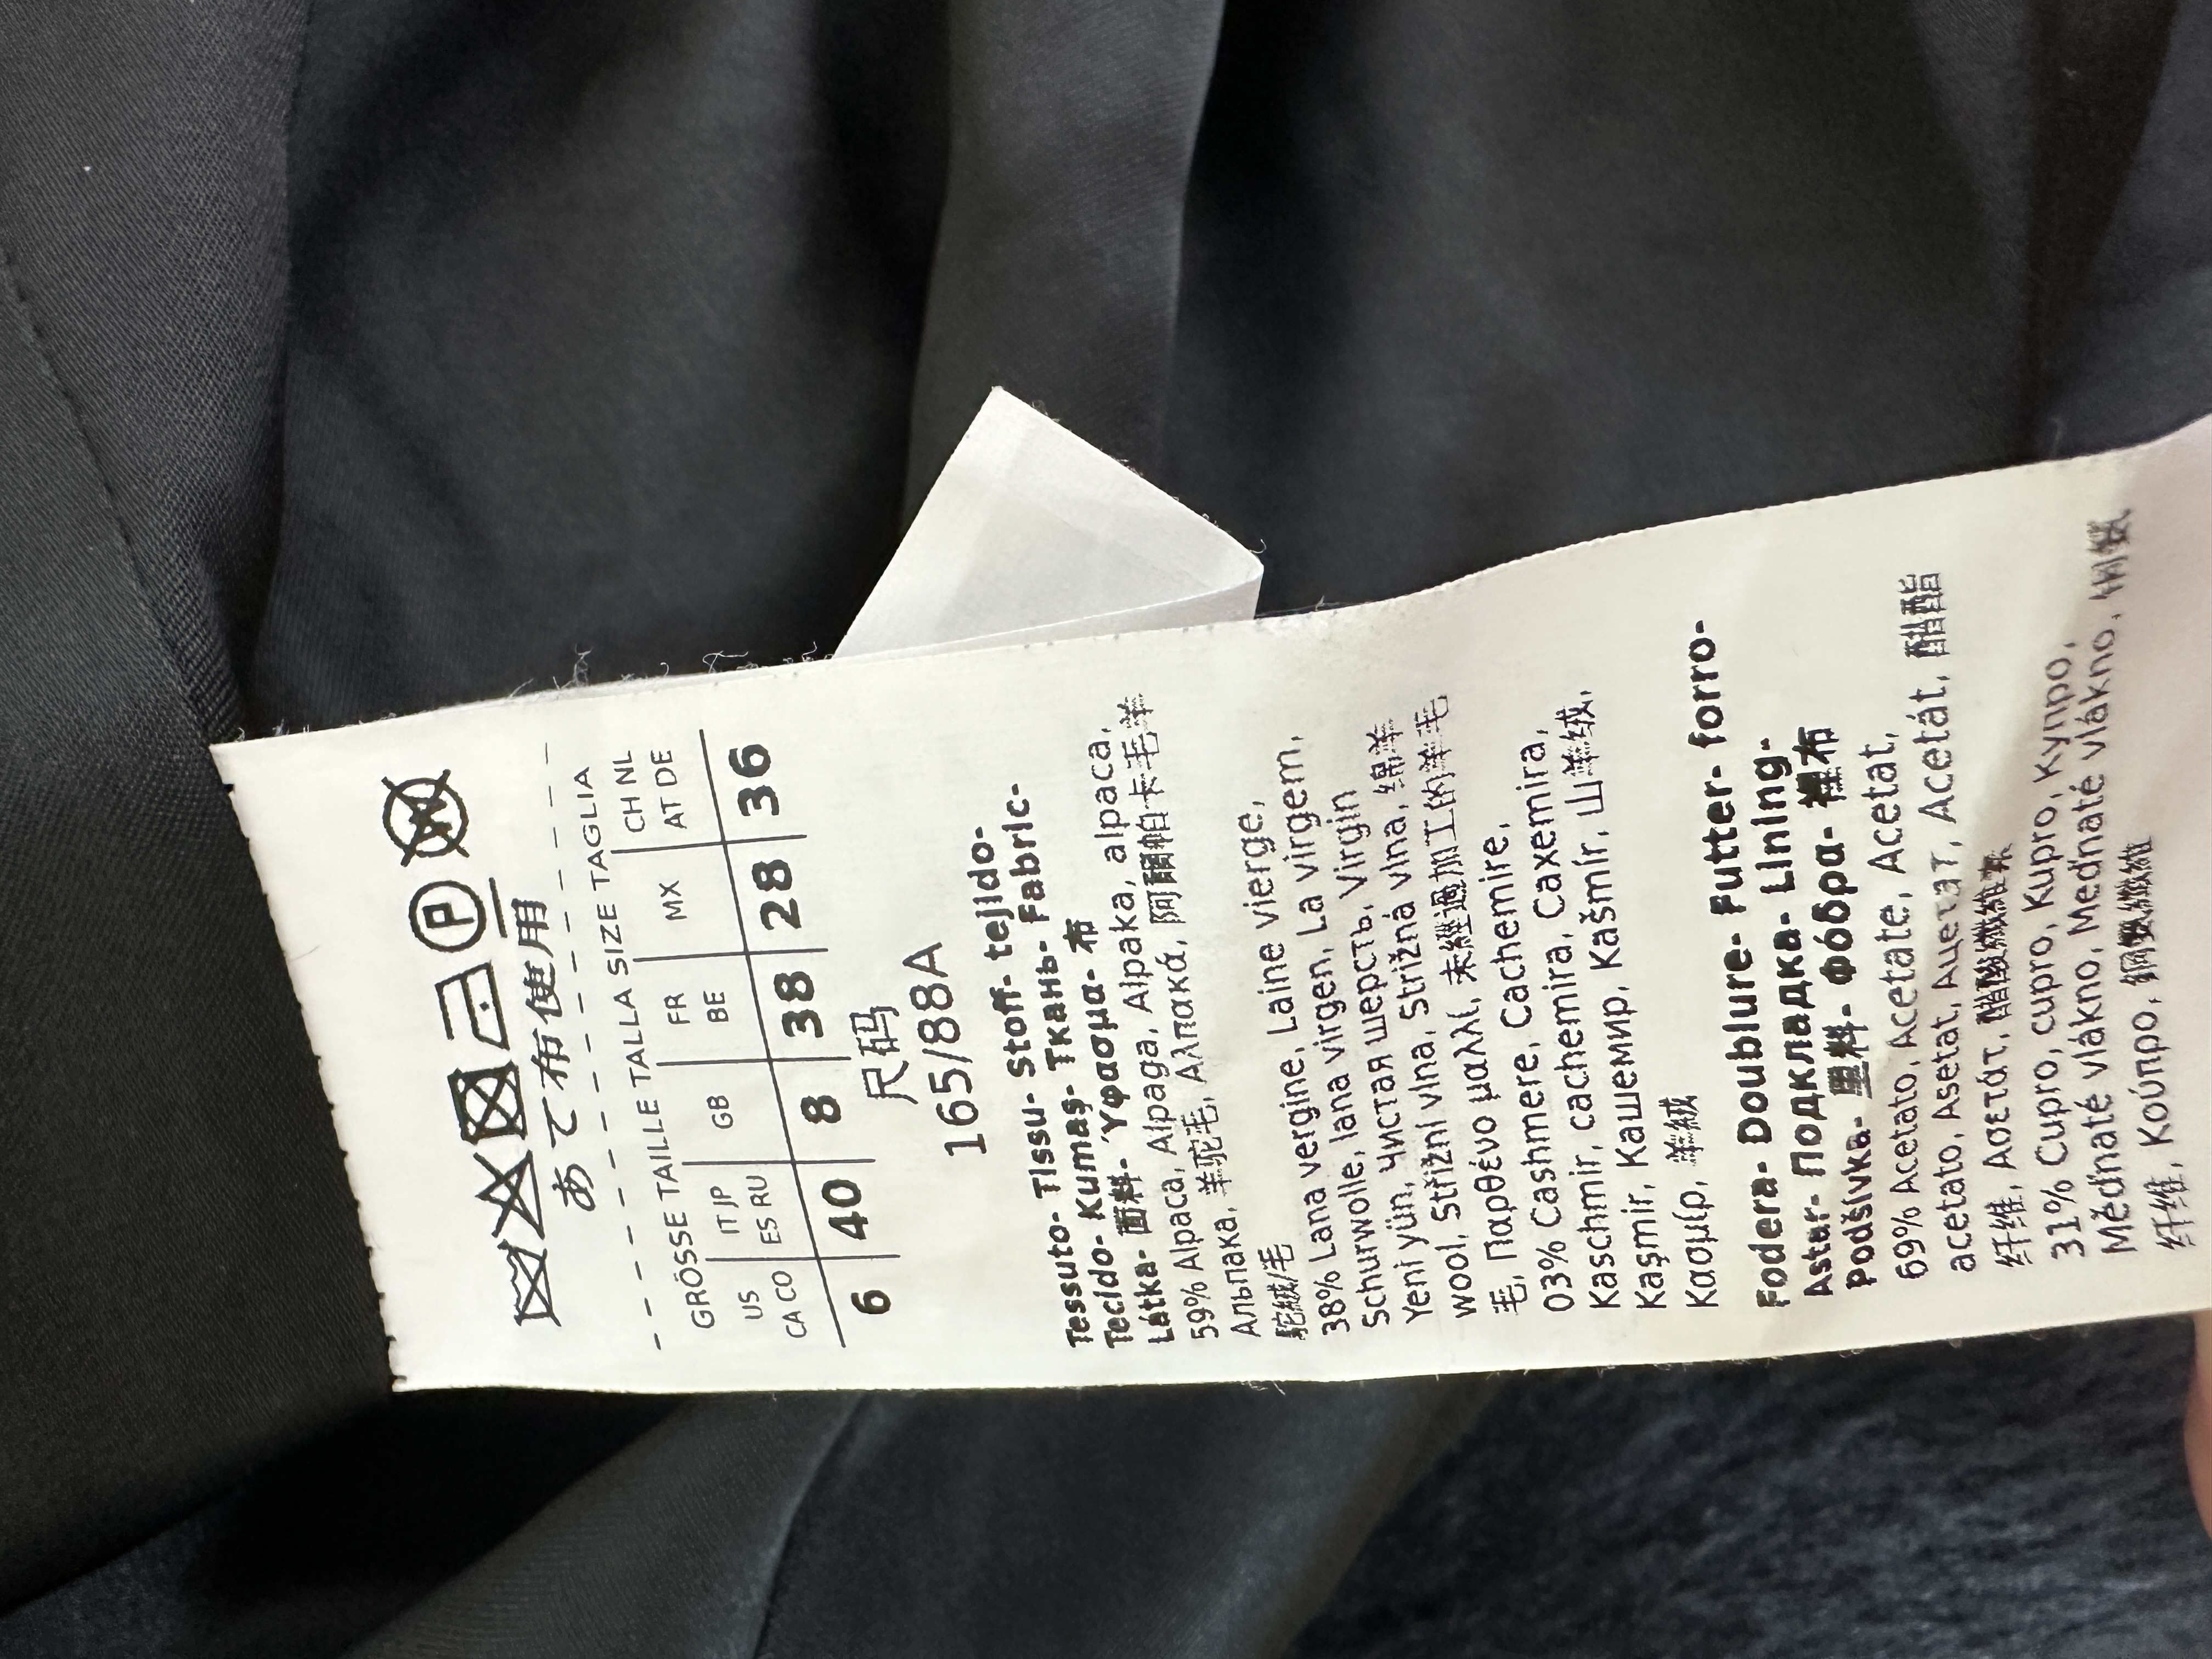 P W
あて布使用
GRÖSSE TAILLE TALLA SIZE TAGLIA
US CA CO IT JP ES RU GB FR BE MX CH NL AT DE
6 40 8 38 28 36
尺码
165/88A
Tessuto- Tissu- Stoff- tejido-
Tecido- Kumaş- Ткань- Fabric-
Látka- 面料- Ύφασμα- 布
59% Alpaca, Alpaga, Alpaka, alpaca,
Альпака, 羊驼毛, Αλπακά, 阿爾帕卡毛羊
駝絨/毛
38% Lana vergine, Laine vierge,
Schurwolle, lana virgen, La virgem,
Yeni yün, чистая шерсть, Virgin
wool, Střižní vlna, Strižná vlna, 绵羊
毛, Παρθένο μαλλί, 未經過加工的羊毛
03% Cashmere, Cachemire,
Kaschmir, cachemira, Caxemira,
Kaşmir, Кашемир, Kašmír, 山羊绒,
Κασμίρ, 羊絨
Fodera- Doublure- Futter- forro-
Astar- Подкладка- Lining-
Podšívka- 里料- Φόδρα- 裡布
69% Acetato, Acetate, Acetat,
acetato, Asetat, Ацетат, Acetát, 醋酯
纤维, Ασετάτ, 醋酸纖維
31% Cupro, cupro, Kupro, Купро,
Měďnaté vlákno, Meďnaté vlákno, 铜氨
纤维, Κούπρο, 銅氨纖維